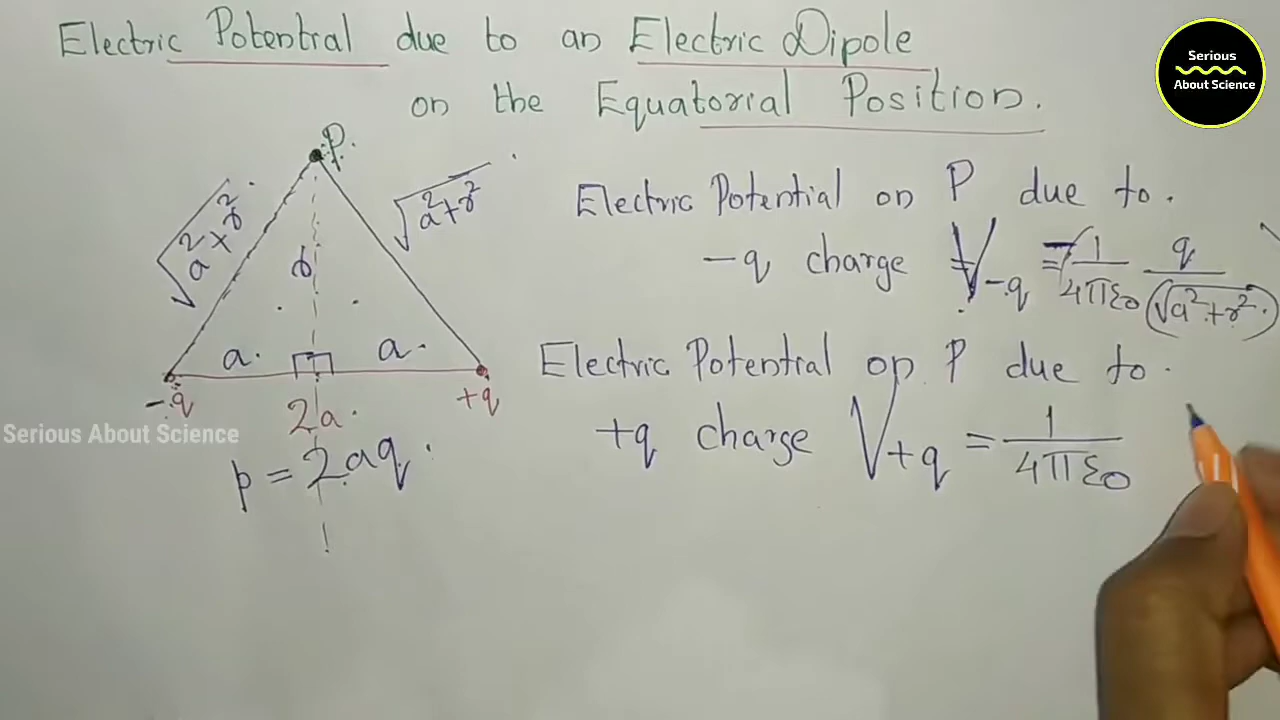 Electric Potential due to an Electric Dipole
on the Equatorial Position.
Serious
About Science
P.
√a²+r²
√a²+r²
r
a.
a.
-q
2a.
+q
Serious About Science
p = 2aq.
Electric Potential on P due to.
-q charge V-q = -1/4πε0 q/(√a²+r²)
Electric Potential on P due to.
+q charge V+q = 1/4πε0